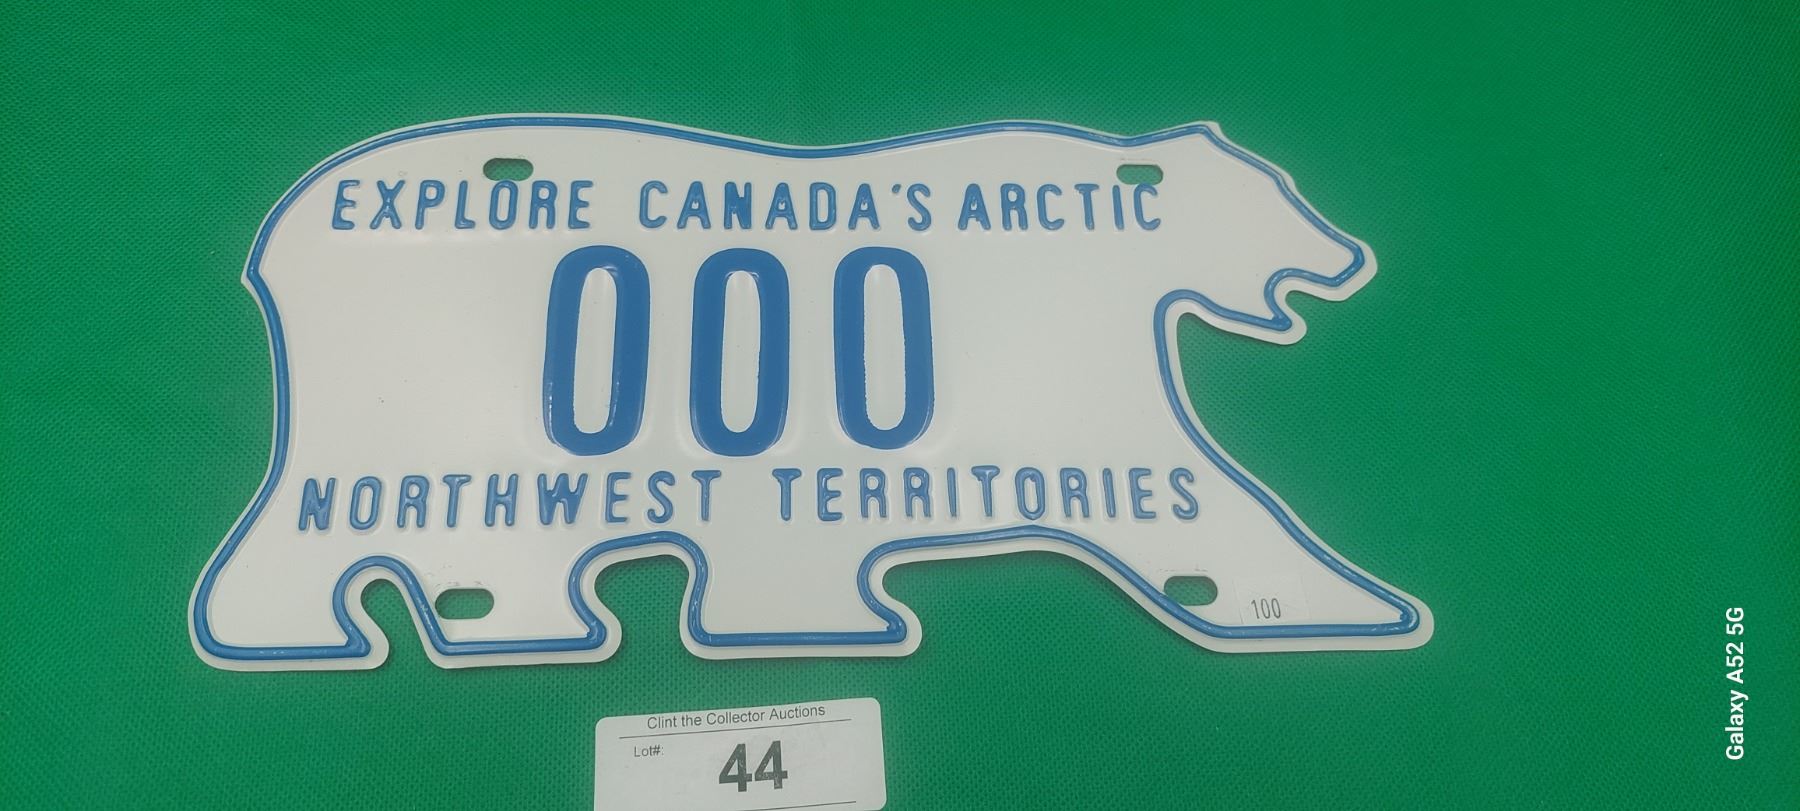 EXPLORE CANADA'S ARCTIC
000
NORTHWEST TERRITORIES
100
Clint the Collector Auctions
Lot#:
44
Galaxy A52 5G